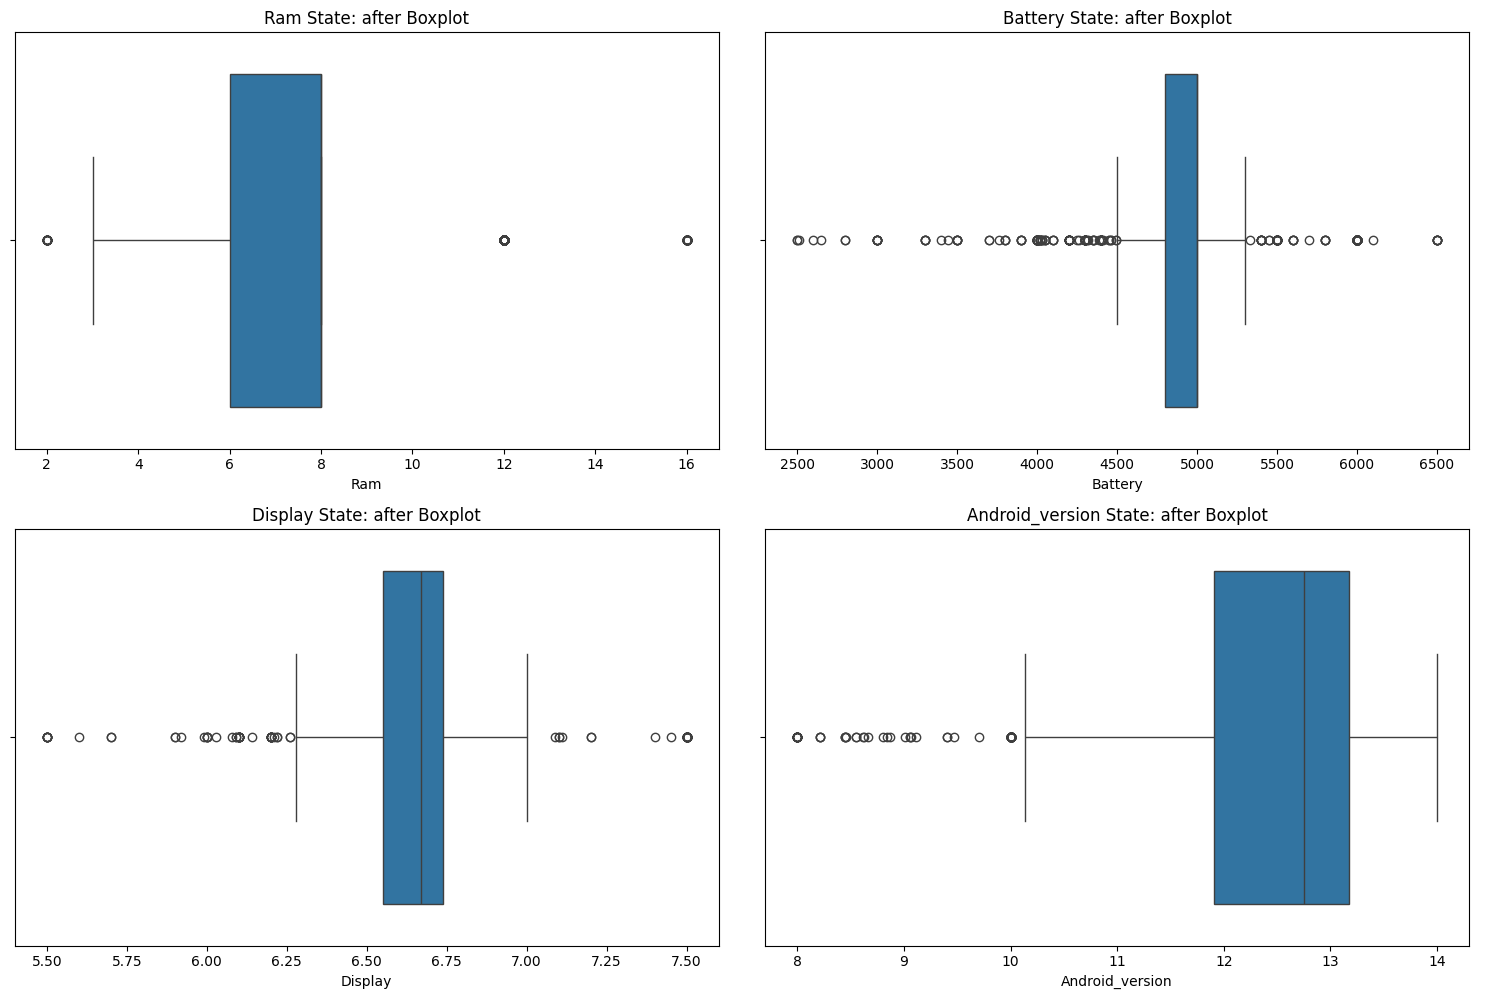 Ram State: after Boxplot
2 4 6 8 10 12 14 16
Ram
Battery State: after Boxplot
2500 3000 3500 4000 4500 5000 5500 6000 6500
Battery
Display State: after Boxplot
5.50 5.75 6.00 6.25 6.50 6.75 7.00 7.25 7.50
Display
Android_version State: after Boxplot
8 9 10 11 12 13 14
Android_version